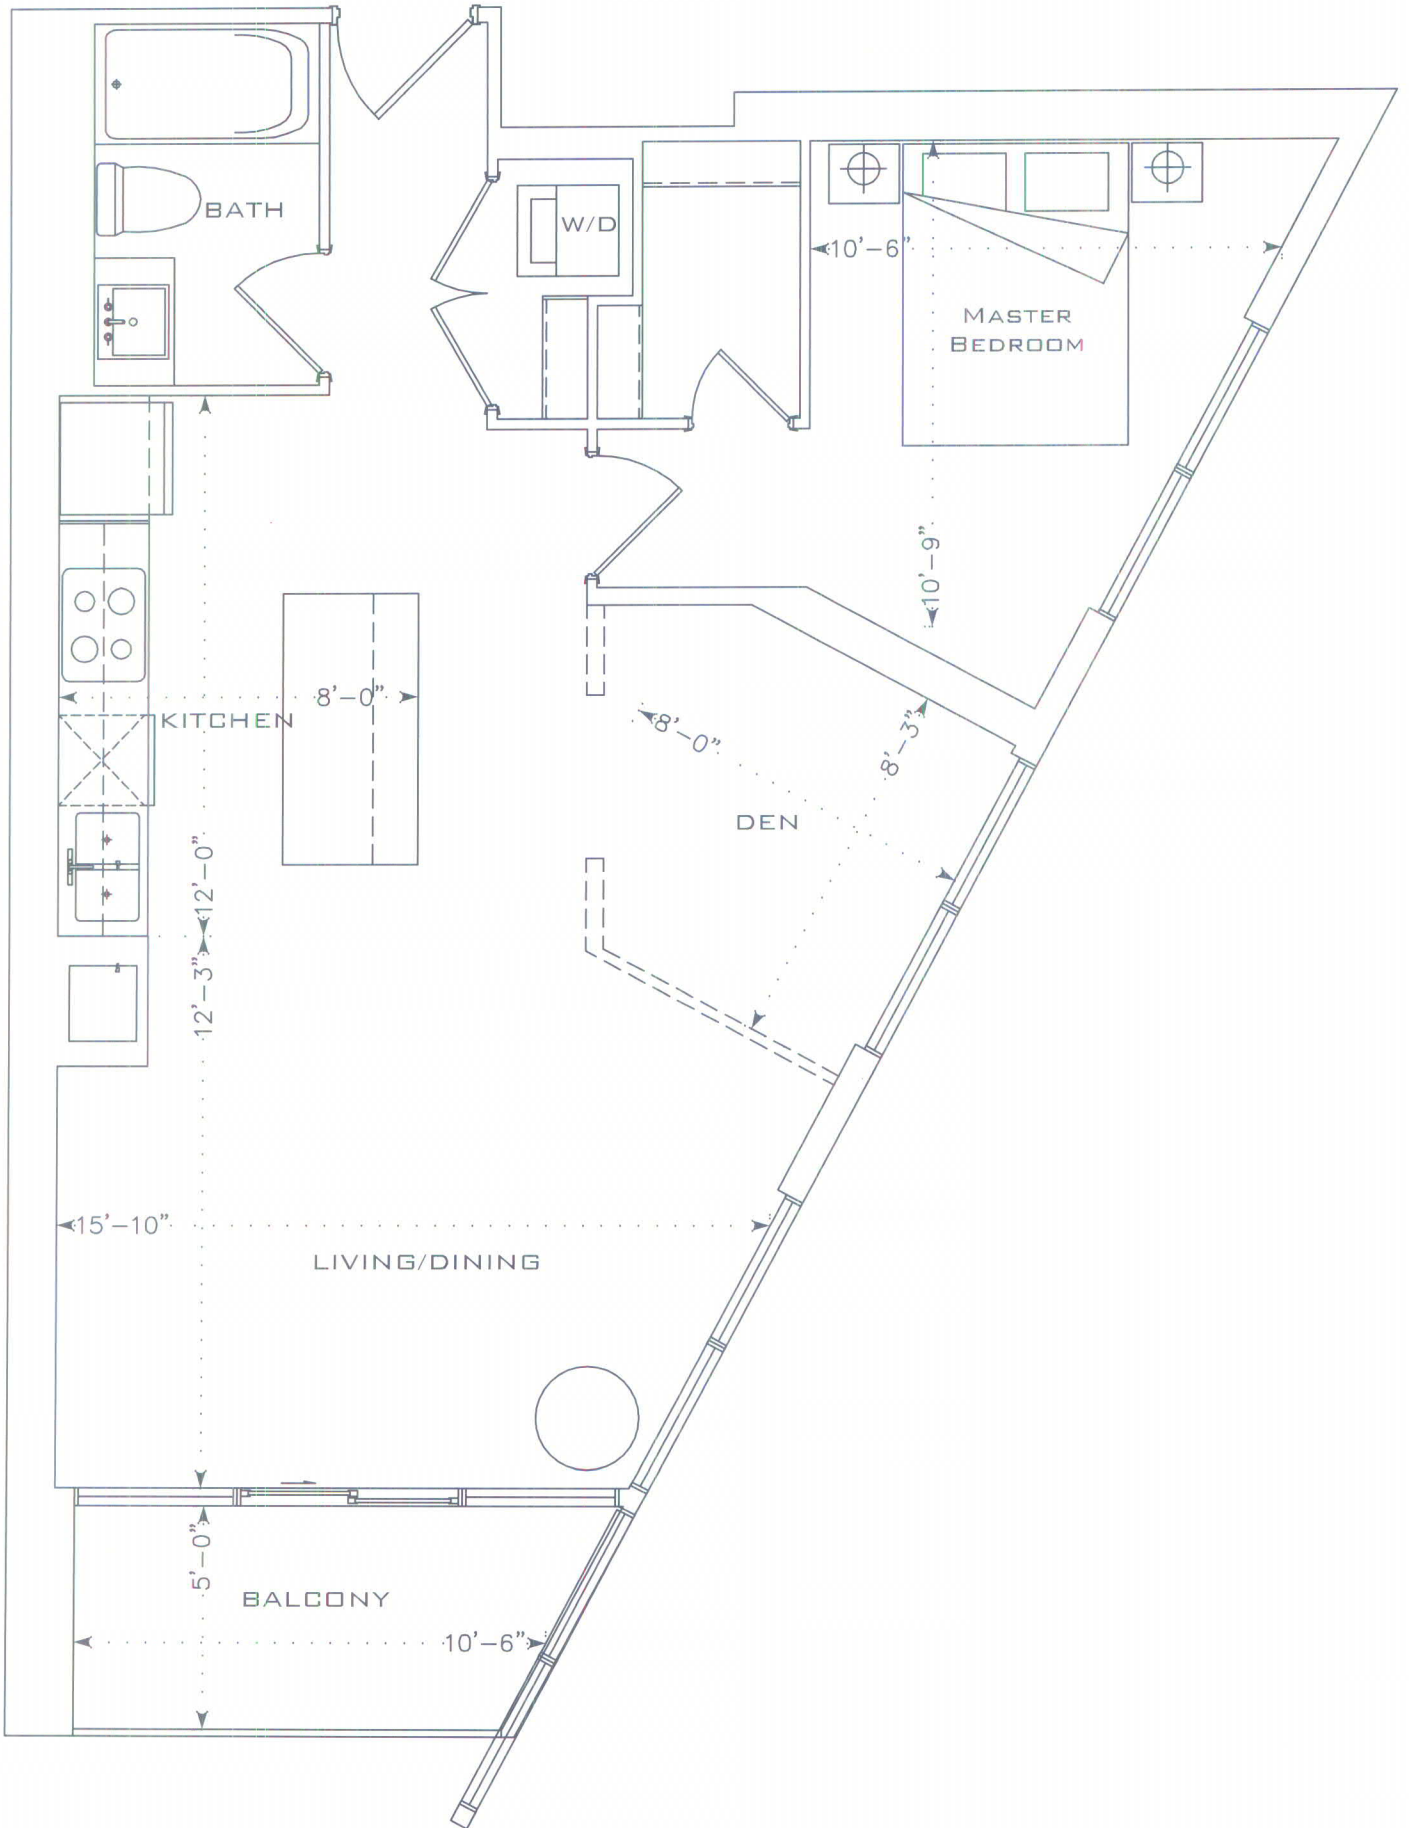 BATH
W/D
10'-6"
MASTER
BEDROOM
10'-9"
8'-0"
KITCHEN
8'-0"
8'-3"
DEN
12'-0"
12'-3"
15'-10"
LIVING/DINING
5'-0"
BALCONY
10'-6"